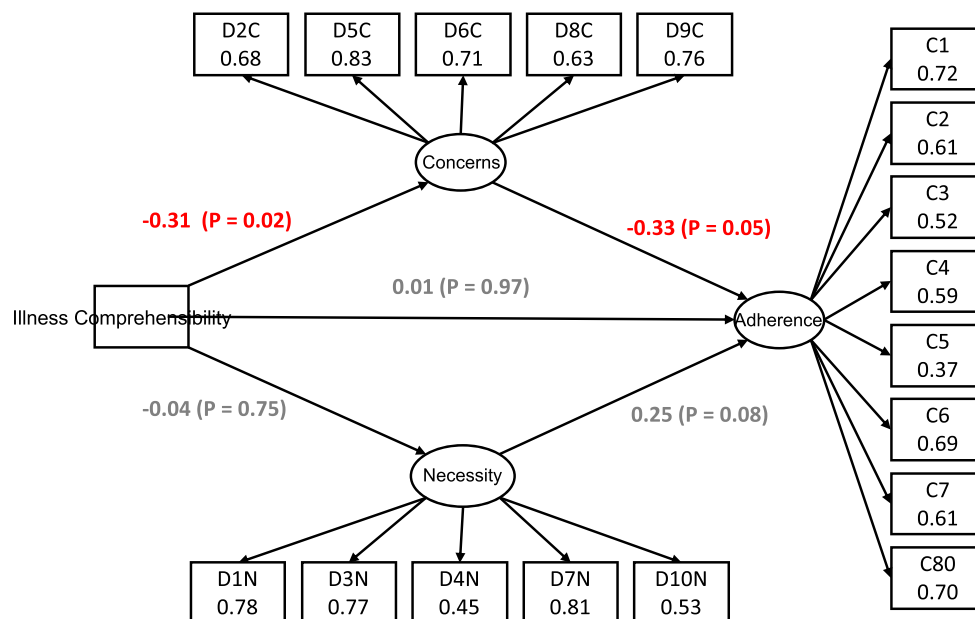 D2C
0.68
D5C
0.83
D6C
0.71
D8C
0.63
D9C
0.76
C1
0.72
C2
0.61
C3
0.52
C4
0.59
C5
0.37
C6
0.69
C7
0.61
C80
0.70
Concerns
-0.31 (P = 0.02)
-0.33 (P = 0.05)
0.01 (P = 0.97)
Illness Comprehensibility
Adherence
-0.04 (P = 0.75)
0.25 (P = 0.08)
Necessity
D1N
0.78
D3N
0.77
D4N
0.45
D7N
0.81
D10N
0.53